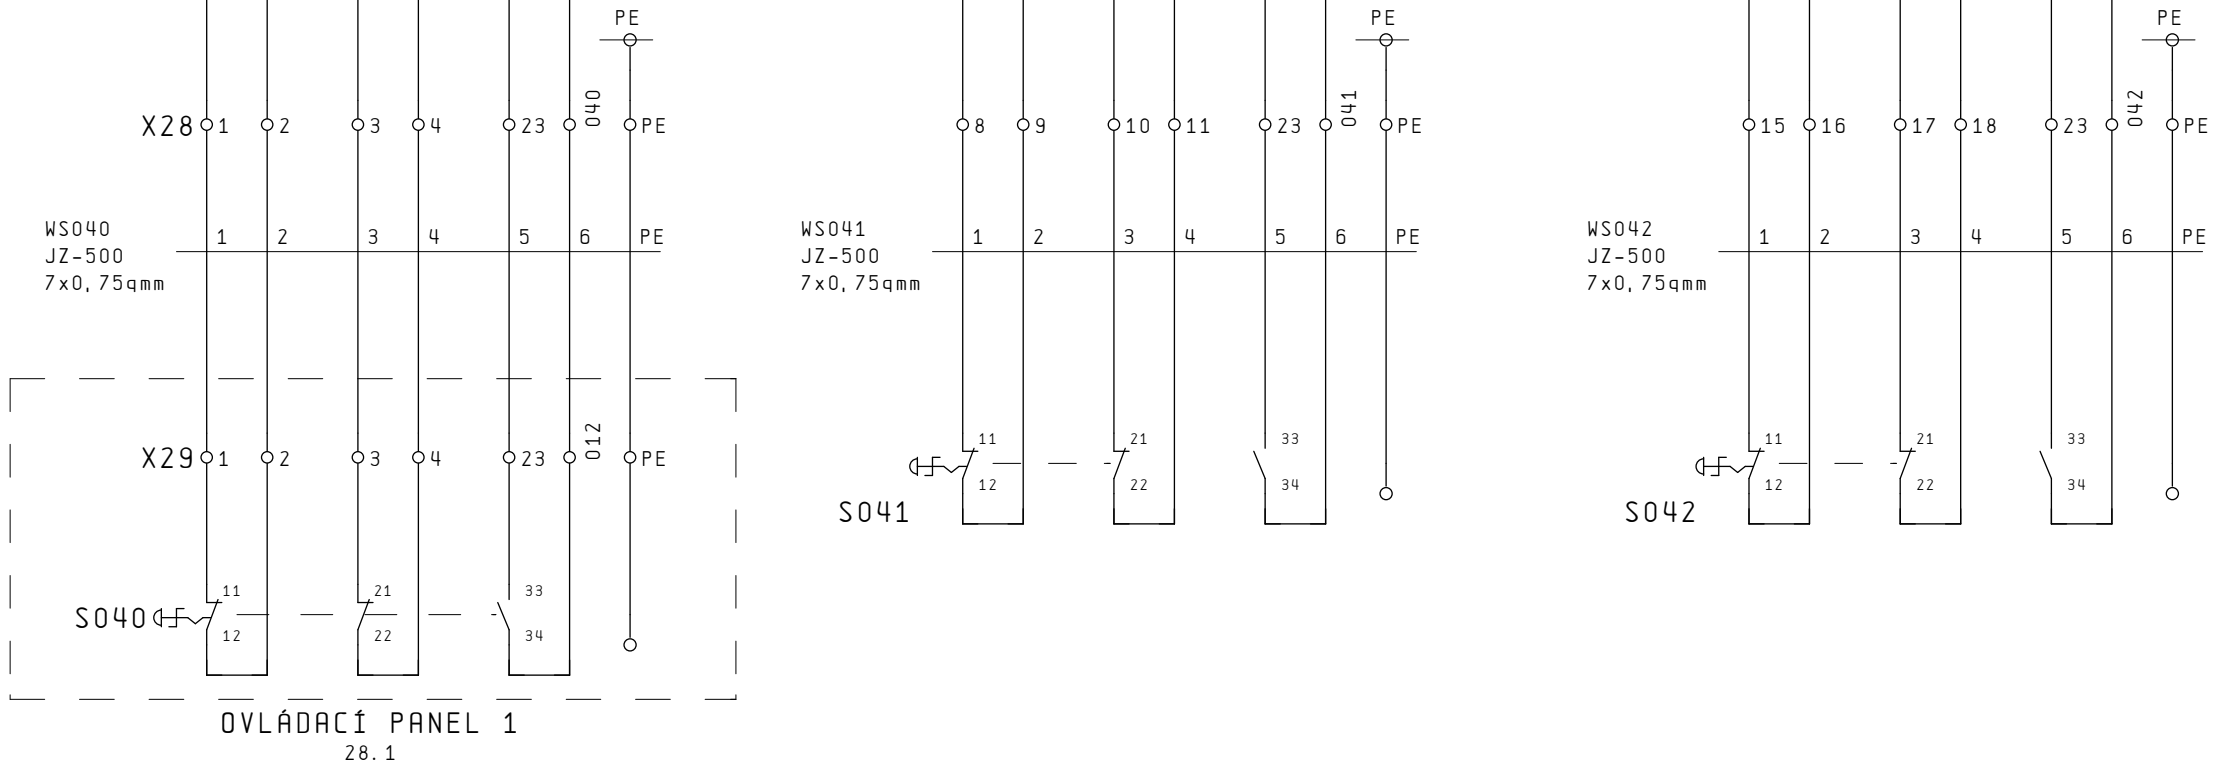 PE PE PE
040 041 042
X28 1 2 3 4 23 PE 8 9 10 11 23 PE 15 16 17 18 23 PE
WS040 WS041 WS042
1 2 3 4 5 6 PE 1 2 3 4 5 6 PE 1 2 3 4 5 6 PE
JZ-500 JZ-500 JZ-500
7x0,75qmm 7x0,75qmm 7x0,75qmm
012
11 21 33 11 21 33
X29 1 2 3 4 23 PE
12 22 34 12 22 34
S041 S042
11 21 33
S040
12 22 34
OVLÁDACÍ PANEL 1
28.1